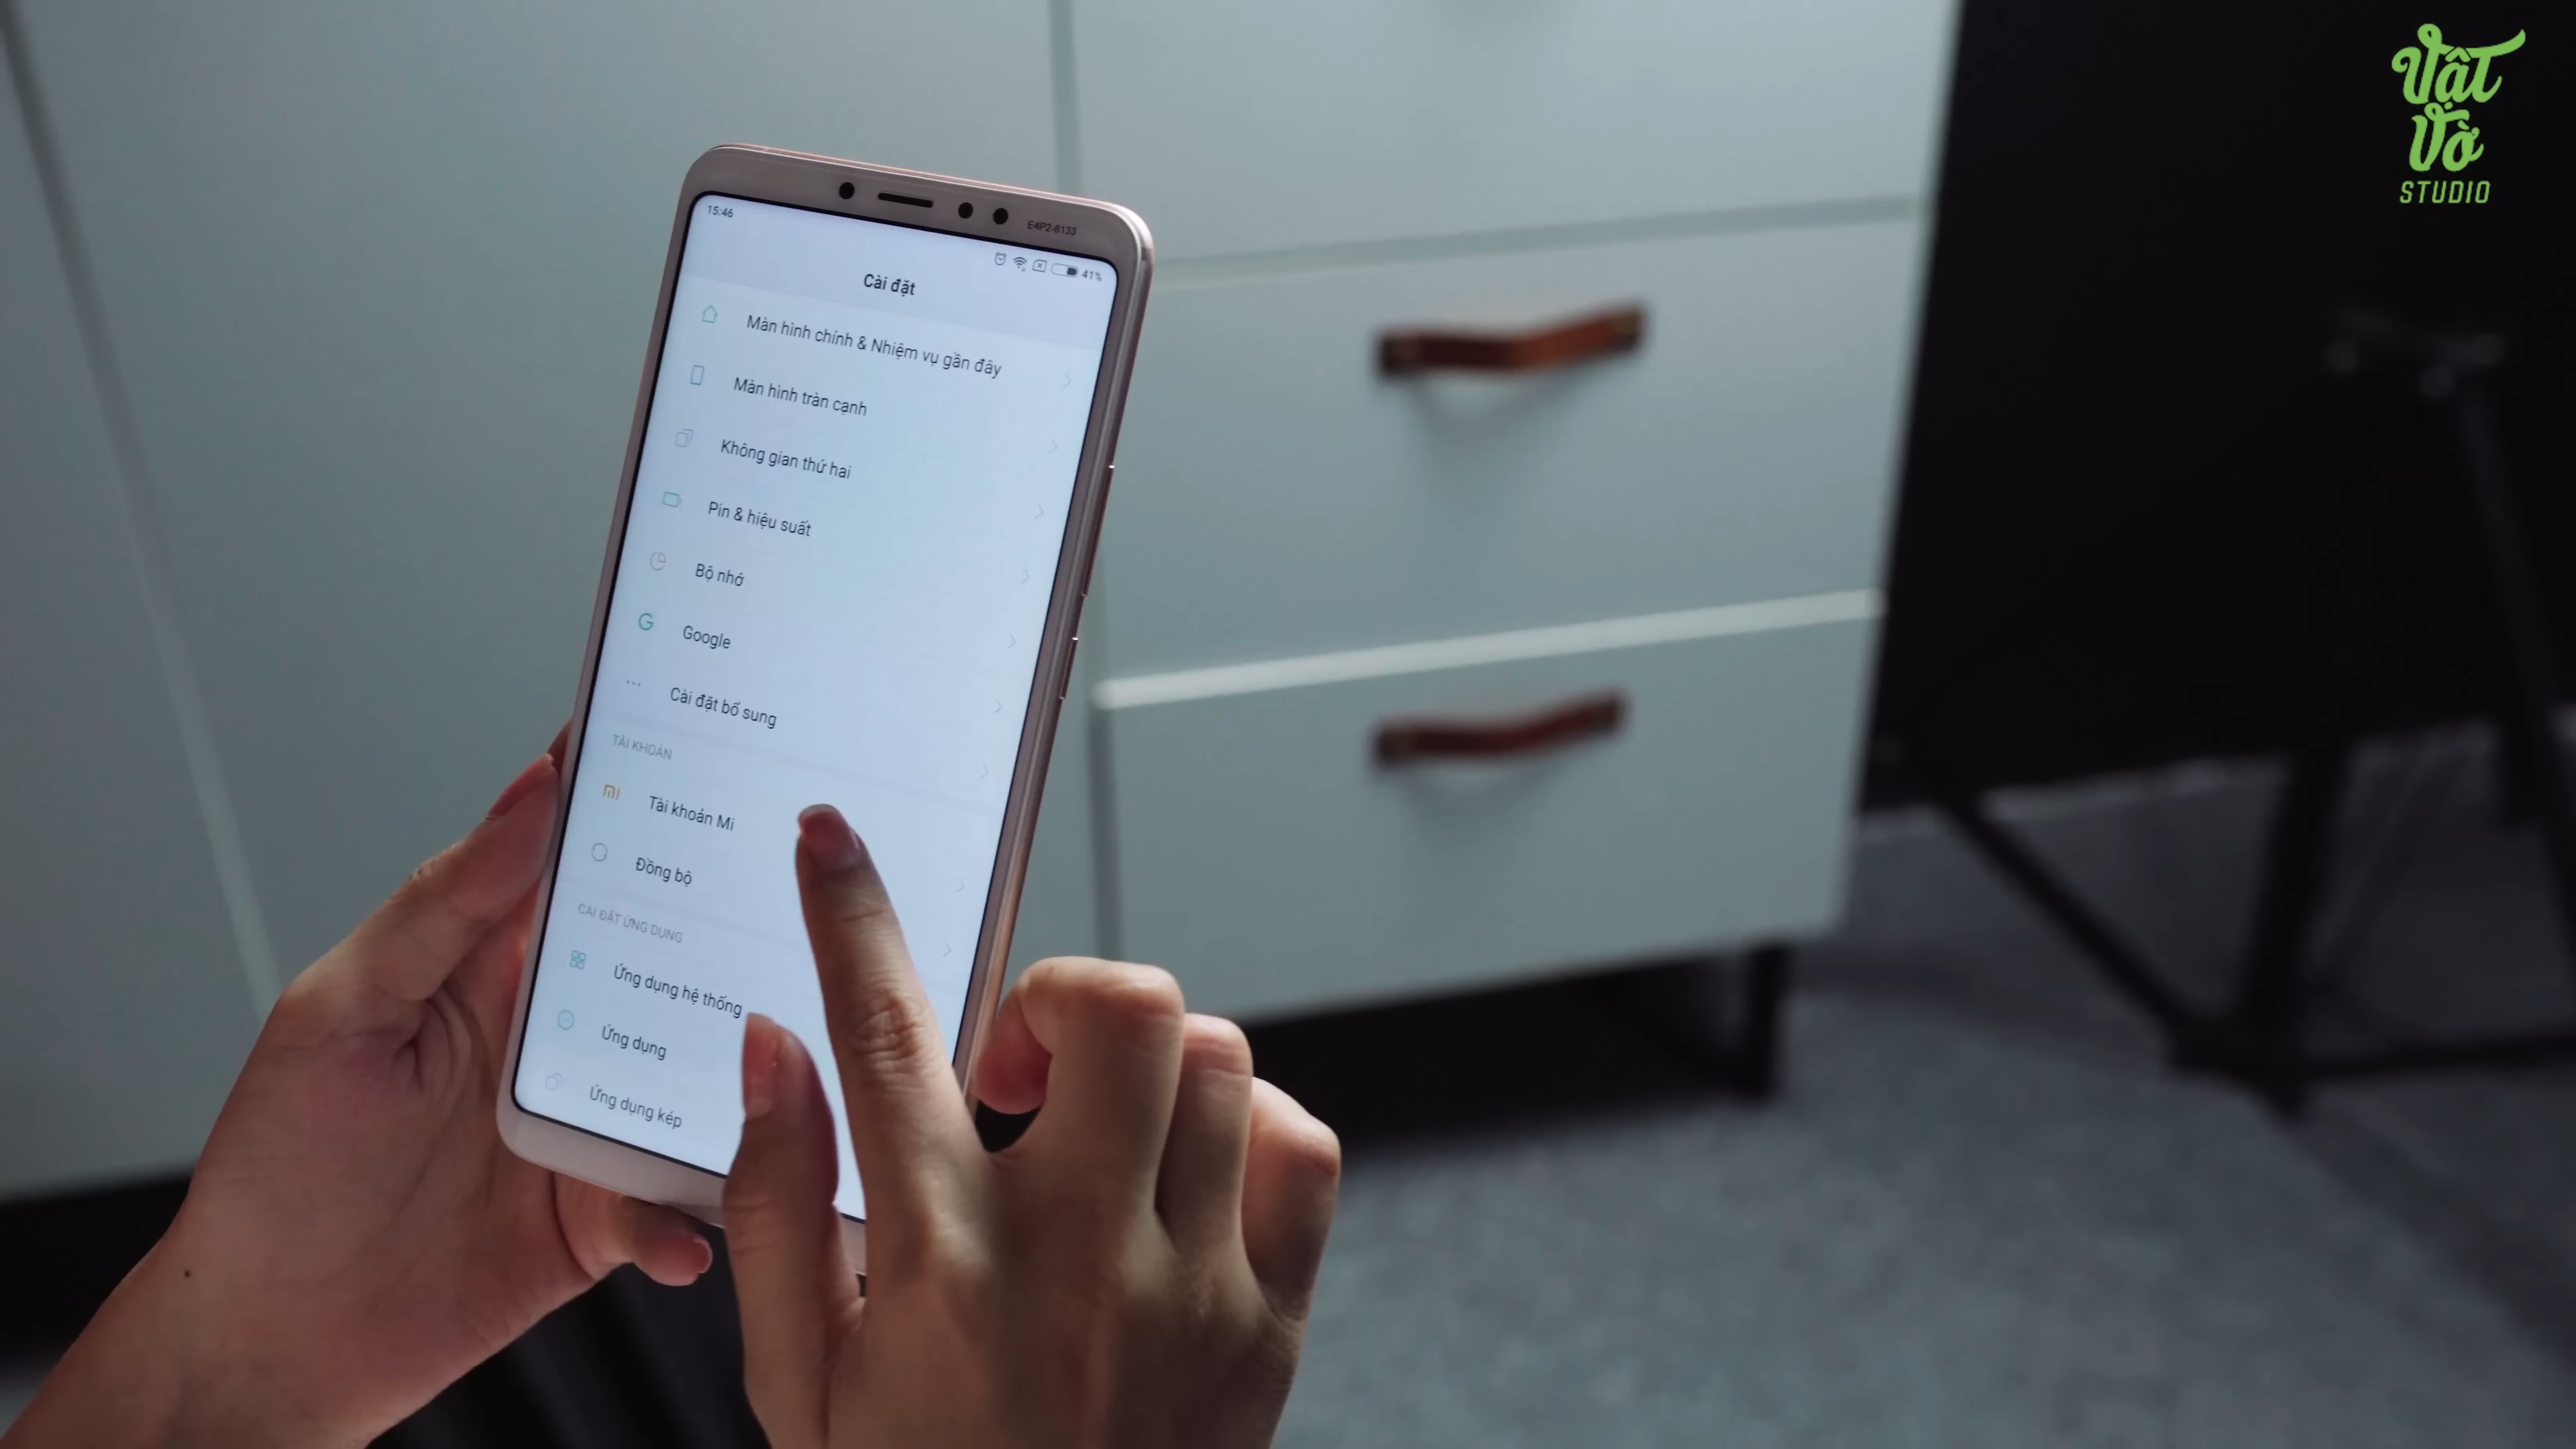 Vật
Vờ
STUDIO
E4P2-8133
15:46
41%
Cài đặt
Màn hình chính & Nhiệm vụ gần đây
Màn hình tràn cạnh
Không gian thứ hai
Pin & hiệu suất
Bộ nhớ
Google
Cài đặt bổ sung
TÀI KHOẢN
Tài khoản Mi
Đồng bộ
CÀI ĐẶT ỨNG DỤNG
Ứng dụng hệ thống
Ứng dụng
Ứng dụng kép